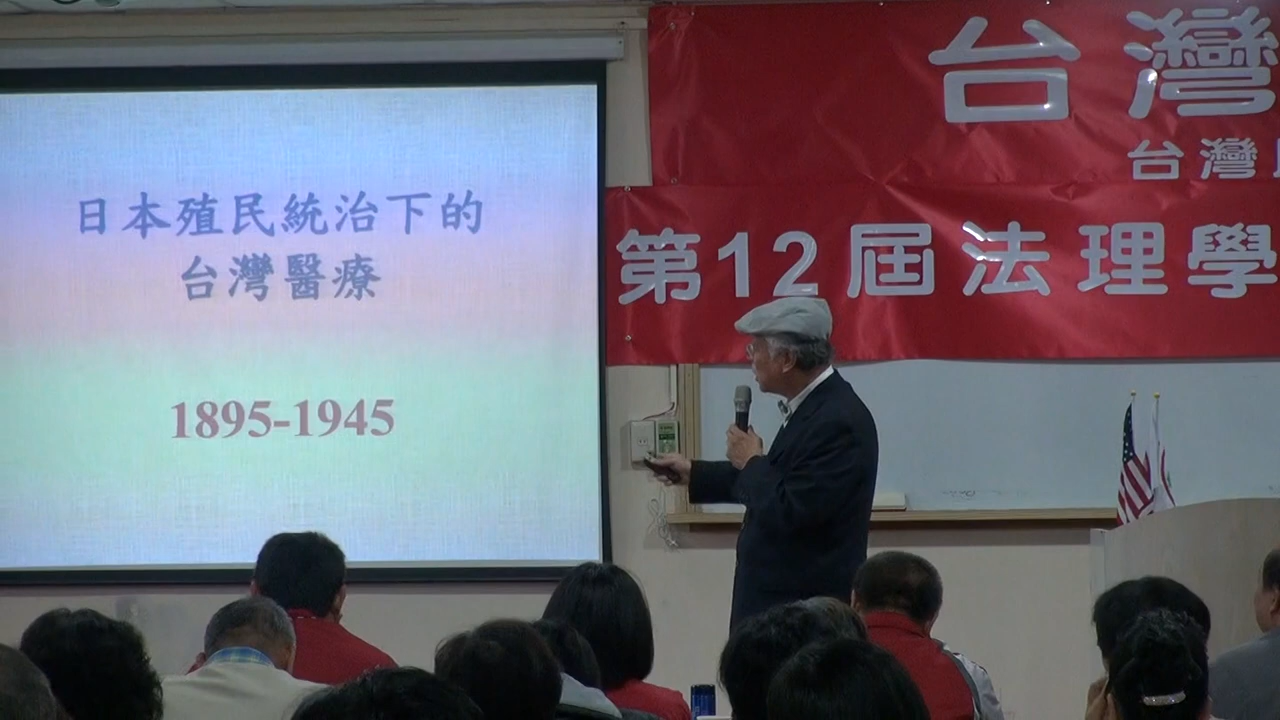 日本殖民統治下的
台灣醫療
1895-1945
台灣
台灣
第12屆法理學